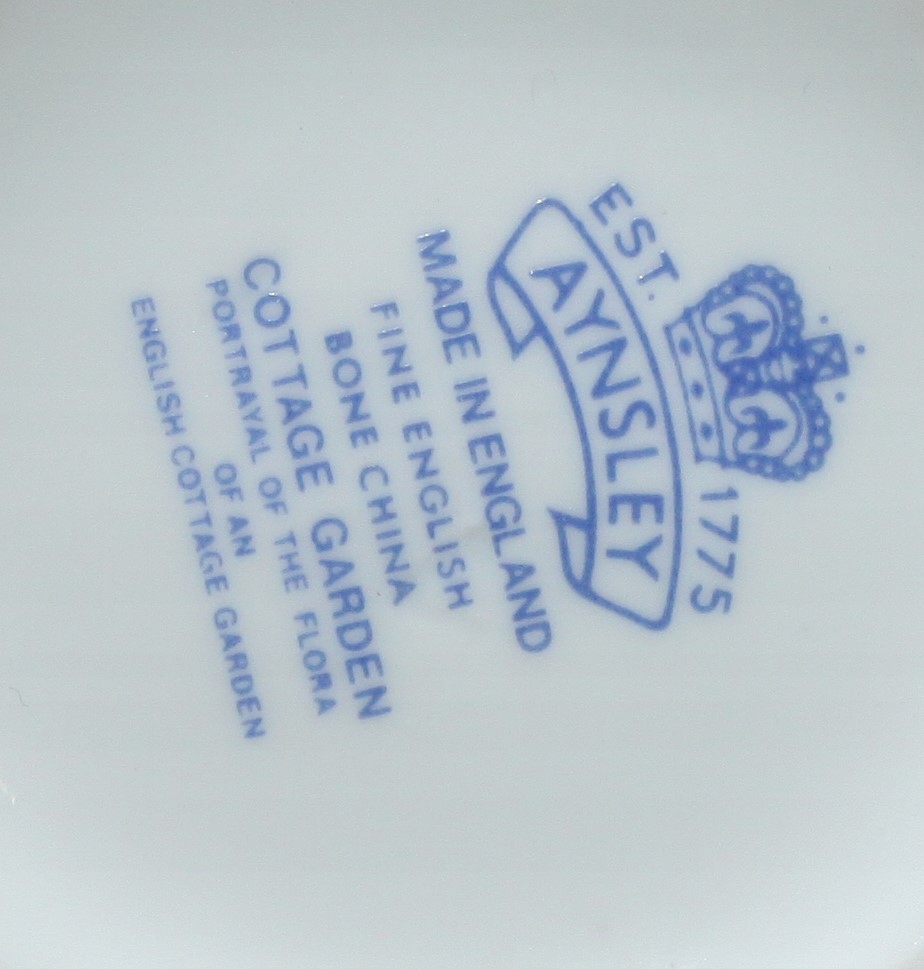 EST. 1775
AYNSLEY
MADE IN ENGLAND
FINE ENGLISH
BONE CHINA
COTTAGE GARDEN
PORTRAYAL OF THE FLORA
OF AN
ENGLISH COTTAGE GARDEN